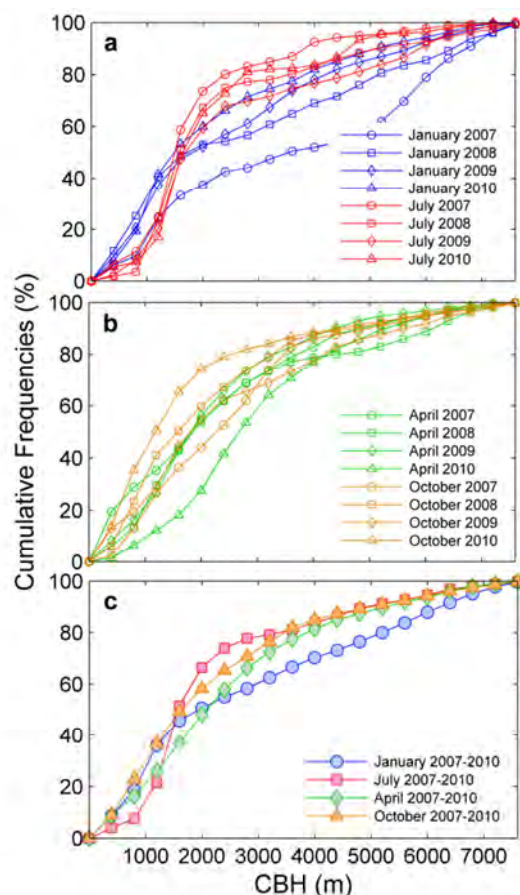 a
100
80
60
40
20
0
January 2007
January 2008
January 2009
January 2010
July 2007
July 2008
July 2009
July 2010
Cumulative Frequencies (%)
b
100
80
60
40
20
0
April 2007
April 2008
April 2009
April 2010
October 2007
October 2008
October 2009
October 2010
c
100
80
60
40
20
0
January 2007-2010
July 2007-2010
April 2007-2010
October 2007-2010
1000 2000 3000 4000 5000 6000 7000
CBH (m)